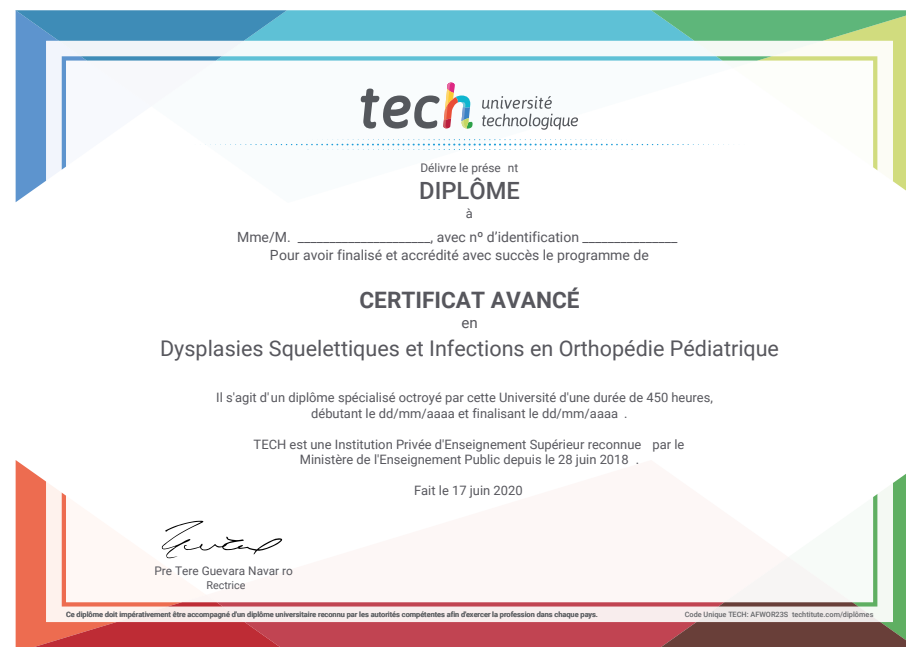 tech université
technologique
Délivre le prése nt
DIPLÔME
à
Mme/M. ____________________, avec nº d'identification ______________
Pour avoir finalisé et accrédité avec succès le programme de
CERTIFICAT AVANCÉ
en
Dysplasies Squelettiques et Infections en Orthopédie Pédiatrique
Il s'agit d'un diplôme spécialisé octroyé par cette Université d'une durée de 450 heures,
débutant le dd/mm/aaaa et finalisant le dd/mm/aaaa .
TECH est une Institution Privée d'Enseignement Supérieur reconnue par le
Ministère de l'Enseignement Public depuis le 28 juin 2018 .
Fait le 17 juin 2020
Pre Tere Guevara Navar ro
Rectrice
Ce diplôme doit impérativement être accompagné d'un diplôme universitaire reconnu par les autorités compétentes afin d'exercer la profession dans chaque pays.
Code Unique TECH: AFWOR23S techtitute.com/diplômes